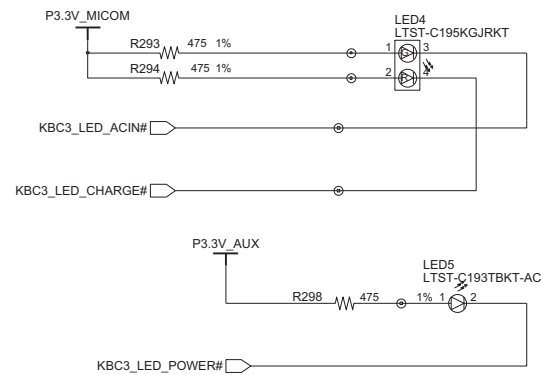 P3.3V_MICOM
LED4
LTST-C195KGJRKT
R293 475 1% 1 3
R294 475 1% 2 4
KBC3_LED_ACIN#
KBC3_LED_CHARGE#
P3.3V_AUX
LED5
LTST-C193TBKT-AC
R298 475 1% 1 2
KBC3_LED_POWER#